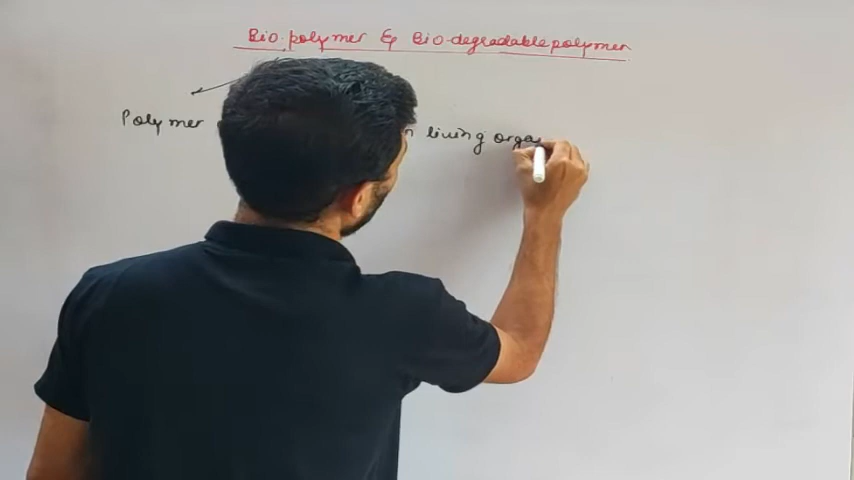 Bio-polymer & Bio-degradable polymer
Polymer living orga